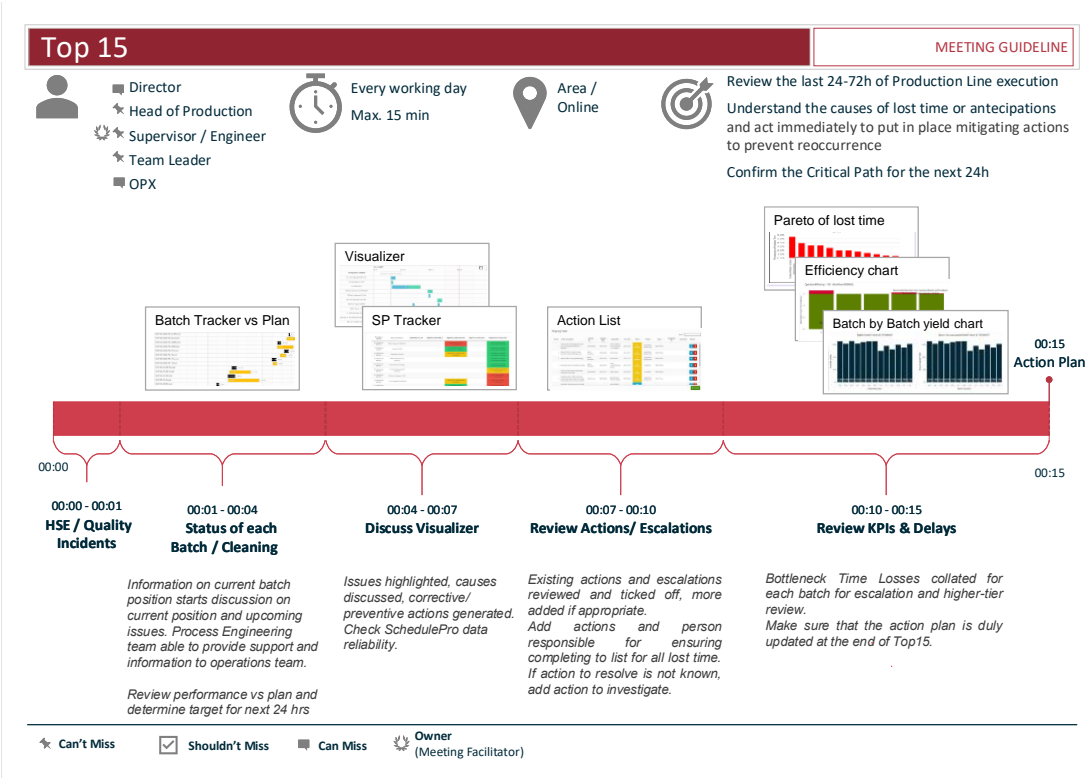 Top 15
MEETING GUIDELINE
Director
Head of Production
Supervisor / Engineer
Team Leader
OPX
Every working day
Max. 15 min
Area /
Online
Review the last 24-72h of Production Line execution
Understand the causes of lost time or antecipations
and act immediately to put in place mitigating actions
to prevent reoccurrence
Confirm the Critical Path for the next 24h
Pareto of lost time
Efficiency chart
Batch by Batch yield chart
Visualizer
SP Tracker
Batch Tracker vs Plan
Action List
00:15
Action Plan
00:00
00:15
00:00 - 00:01
HSE / Quality
Incidents
00:01 - 00:04
Status of each
Batch / Cleaning
Information on current batch
position starts discussion on
current position and upcoming
issues. Process Engineering
team able to provide support and
information to operations team.
Review performance vs plan and
determine target for next 24 hrs
00:04 - 00:07
Discuss Visualizer
Issues highlighted, causes
discussed, corrective/
preventive actions generated.
Check SchedulePro data
reliability.
00:07 - 00:10
Review Actions/ Escalations
Existing actions and escalations
reviewed and ticked off, more
added if appropriate.
Add actions and person
responsible for ensuring
completing to list for all lost time.
If action to resolve is not known,
add action to investigate.
00:10 - 00:15
Review KPIs & Delays
Bottleneck Time Losses collated for
each batch for escalation and higher-tier
review.
Make sure that the action plan is duly
updated at the end of Top15.
.
Can't Miss
Shouldn't Miss
Can Miss
Owner
(Meeting Facilitator)